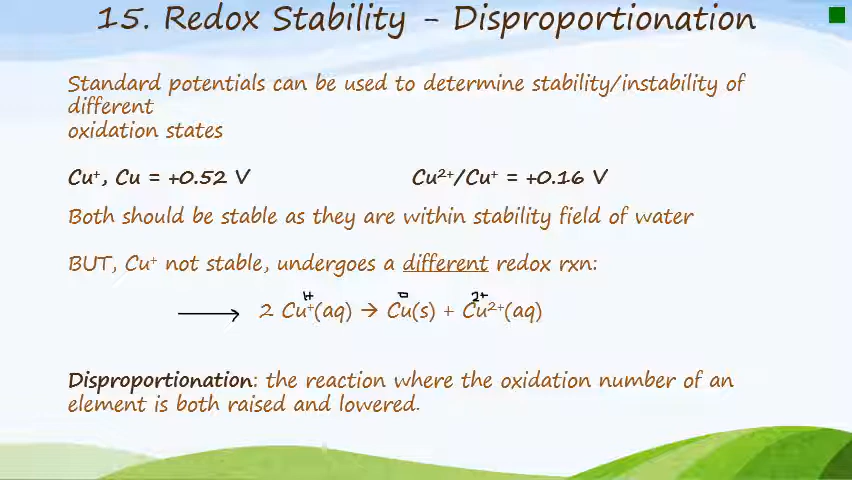 15. Redox Stability - Disproportionation
Standard potentials can be used to determine stability/instability of
different
oxidation states
Cu⁺, Cu = +0.52 V Cu²⁺/Cu⁺ = +0.16 V
Both should be stable as they are within stability field of water
BUT, Cu⁺ not stable, undergoes a different redox rxn:
1+ 0 2+
2 Cu⁺(aq) → Cu(s) + Cu²⁺(aq)
Disproportionation: the reaction where the oxidation number of an
element is both raised and lowered.